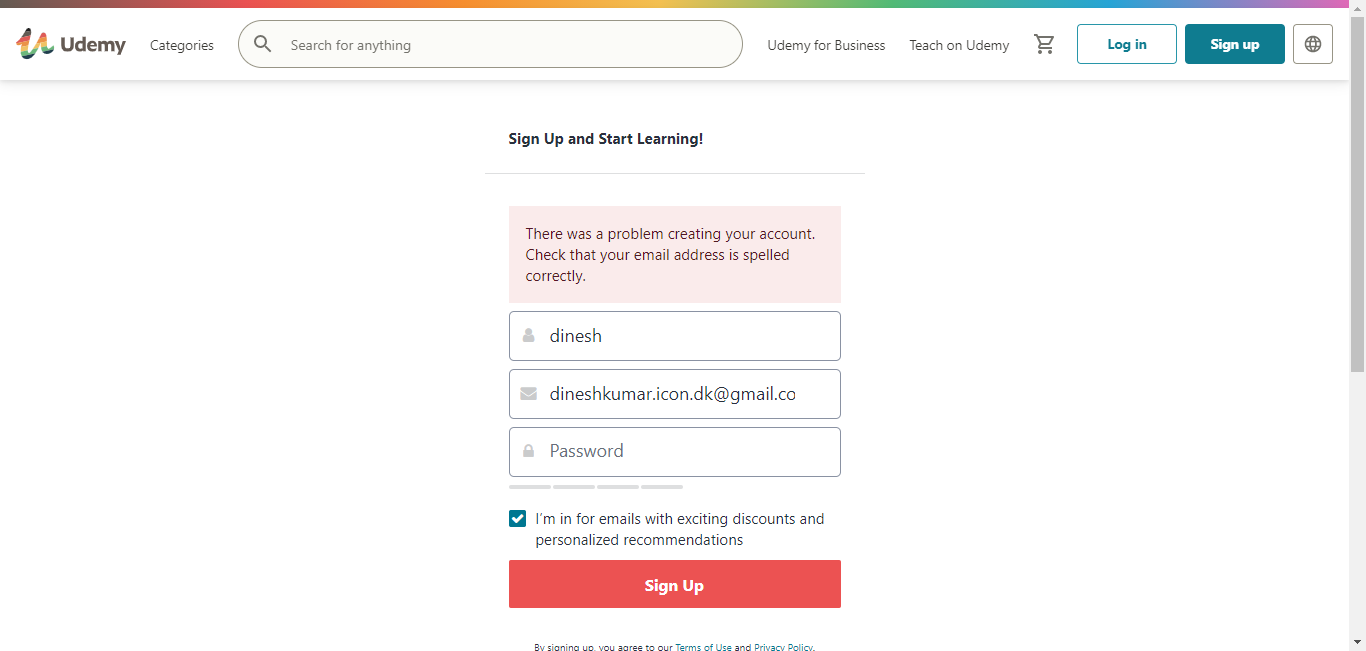 Udemy
Categories
Search for anything
Udemy for Business
Teach on Udemy
Log in
Sign up
Sign Up and Start Learning!
There was a problem creating your account.
Check that your email address is spelled
correctly.
dinesh
dineshkumar.icon.dk@gmail.co
Password
I'm in for emails with exciting discounts and
personalized recommendations
Sign Up
By signing up, you agree to our Terms of Use and Privacy Policy.